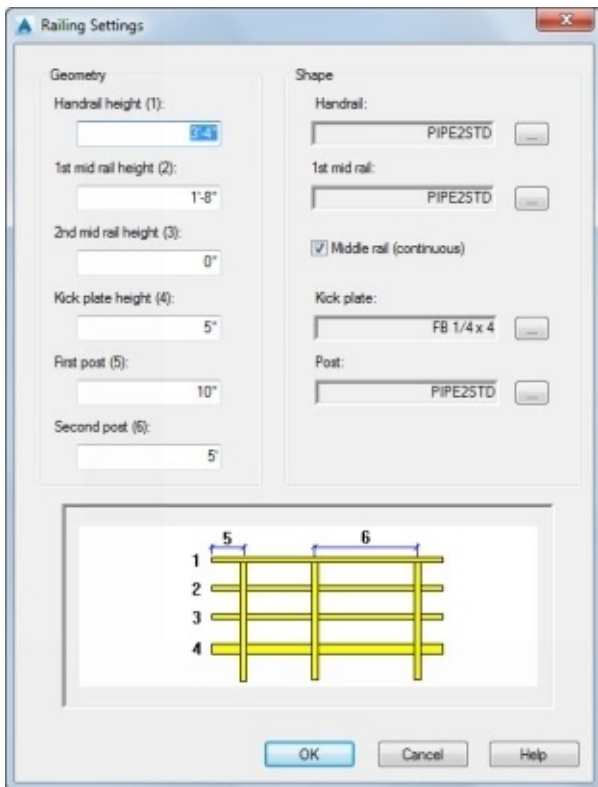 Railing Settings
Geometry
Handrail height (1):
3'-4"
1st mid rail height (2):
1'-8"
2nd mid rail height (3):
0"
Kick plate height (4):
5"
First post (5):
10"
Second post (6):
5'
Shape
Handrail:
PIPE2STD ...
1st mid rail:
PIPE2STD ...
Middle rail (continuous)
Kick plate:
FB 1/4 x 4 ...
Post:
PIPE2STD ...
5 6
1
2
3
4
OK Cancel Help